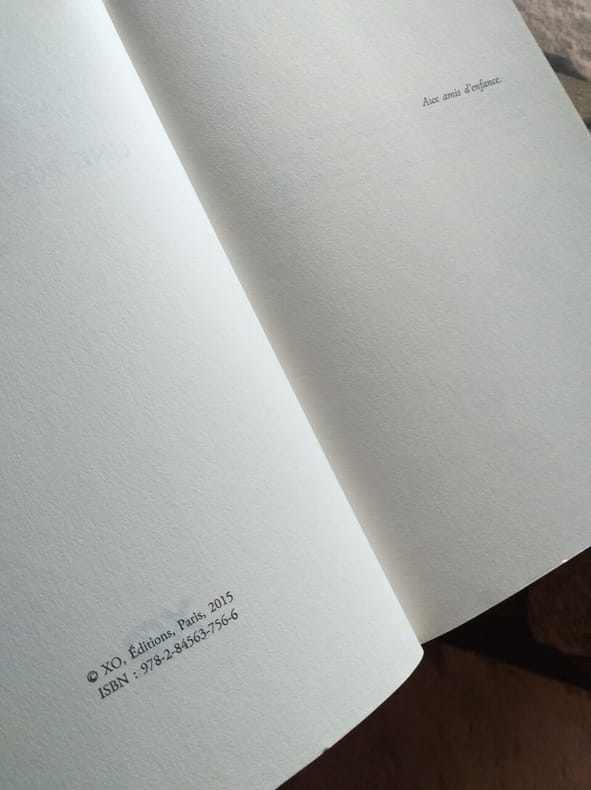 © XO, Éditions, Paris, 2015
ISBN : 978-2-84563-756-6
Aux amis d'enfance.